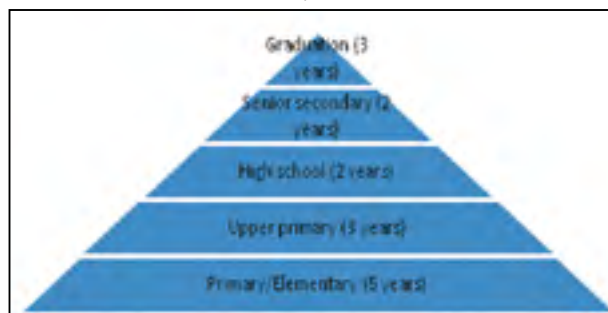 Graduation (3
years)
Senior secondary (2
years)
High school (2 years)
Upper primary (3 years)
Primary/Elementary (5 years)